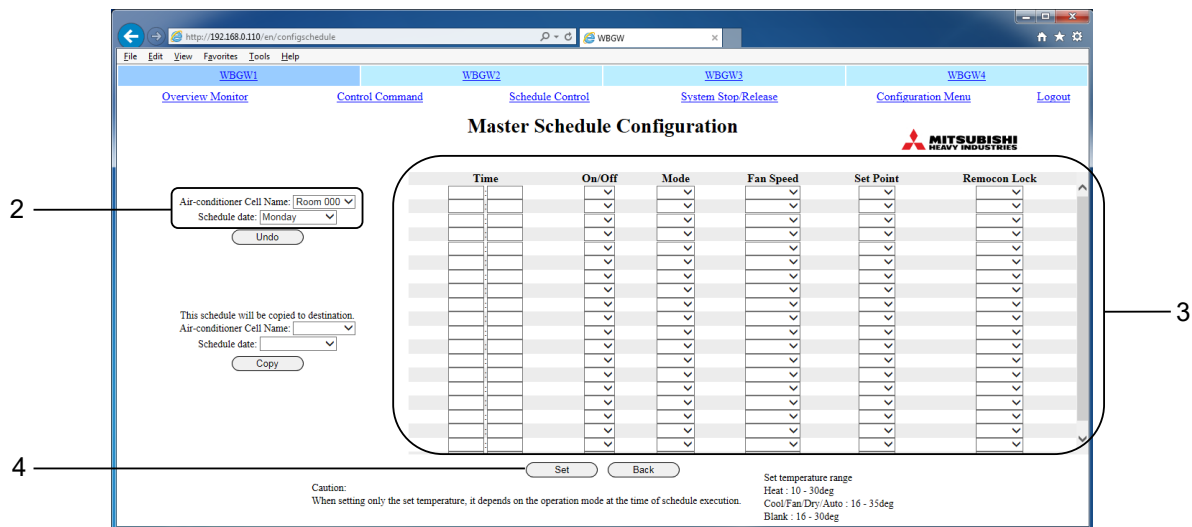 http://192.168.0.110/en/configschedule WBGW
File Edit View Favorites Tools Help
WBGW1 WBGW2 WBGW3 WBGW4
Overview Monitor Control Command Schedule Control System Stop/Release Configuration Menu Logout
Master Schedule Configuration
MITSUBISHI
HEAVY INDUSTRIES
Time On/Off Mode Fan Speed Set Point Remocon Lock
2
Air-conditioner Cell Name: Room 000
Schedule date: Monday
Undo
This schedule will be copied to destination.
Air-conditioner Cell Name:
Schedule date:
Copy
3
4
Set Back
Caution:
When setting only the set temperature, it depends on the operation mode at the time of schedule execution.
Set temperature range
Heat : 10 - 30deg
Cool/Fan/Dry/Auto : 16 - 35deg
Blank : 16 - 30deg